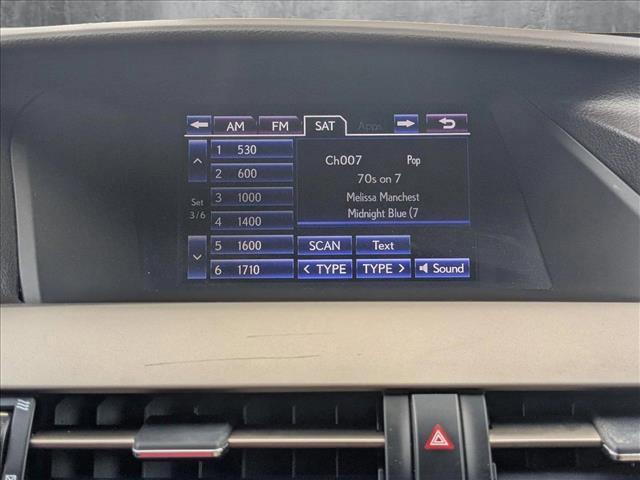 AM FM SAT Apps
1 530
2 600
3 1000
4 1400
5 1600
6 1710
Set
3/6
Ch007 Pop
70s on 7
Melissa Manchest
Midnight Blue (7
SCAN Text
< TYPE TYPE > Sound